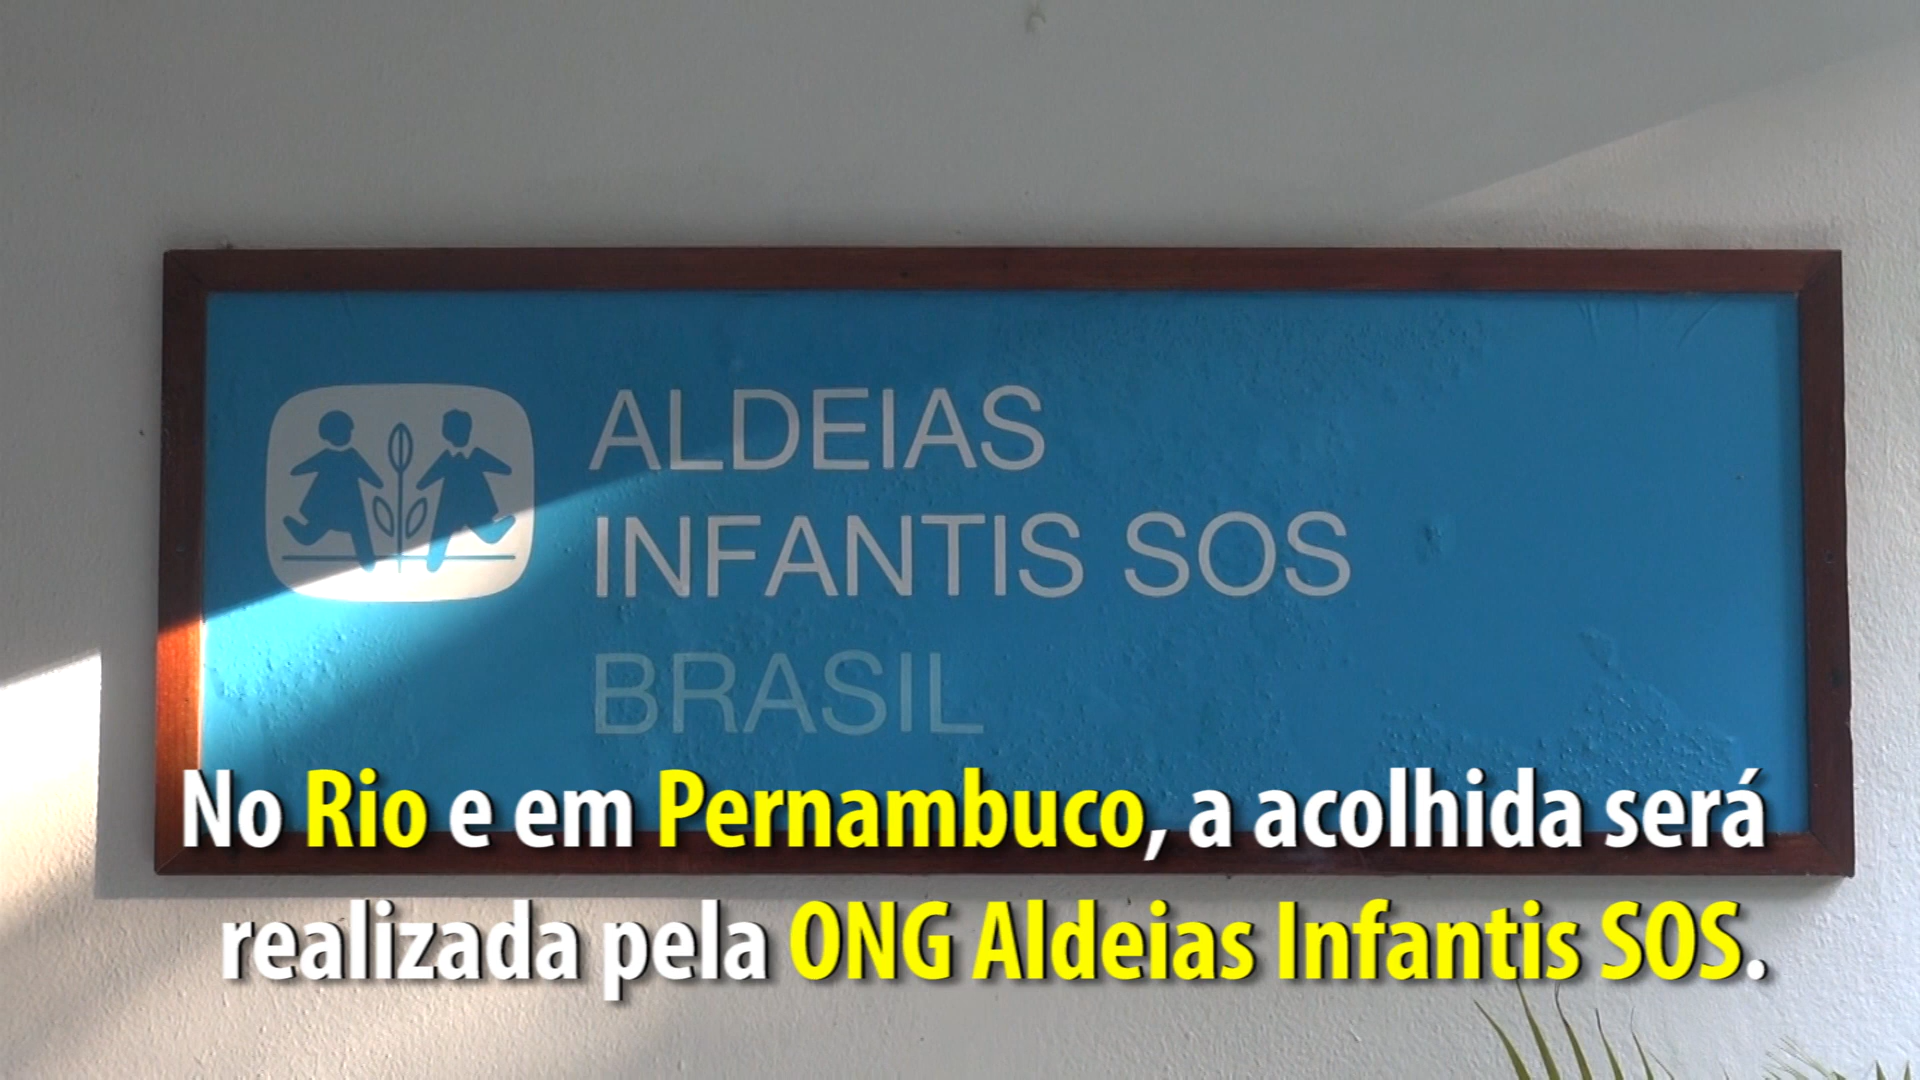 ALDEIAS
INFANTIS SOS
BRASIL
No Rio e em Pernambuco, a acolhida será
realizada pela ONG Aldeias Infantis SOS.